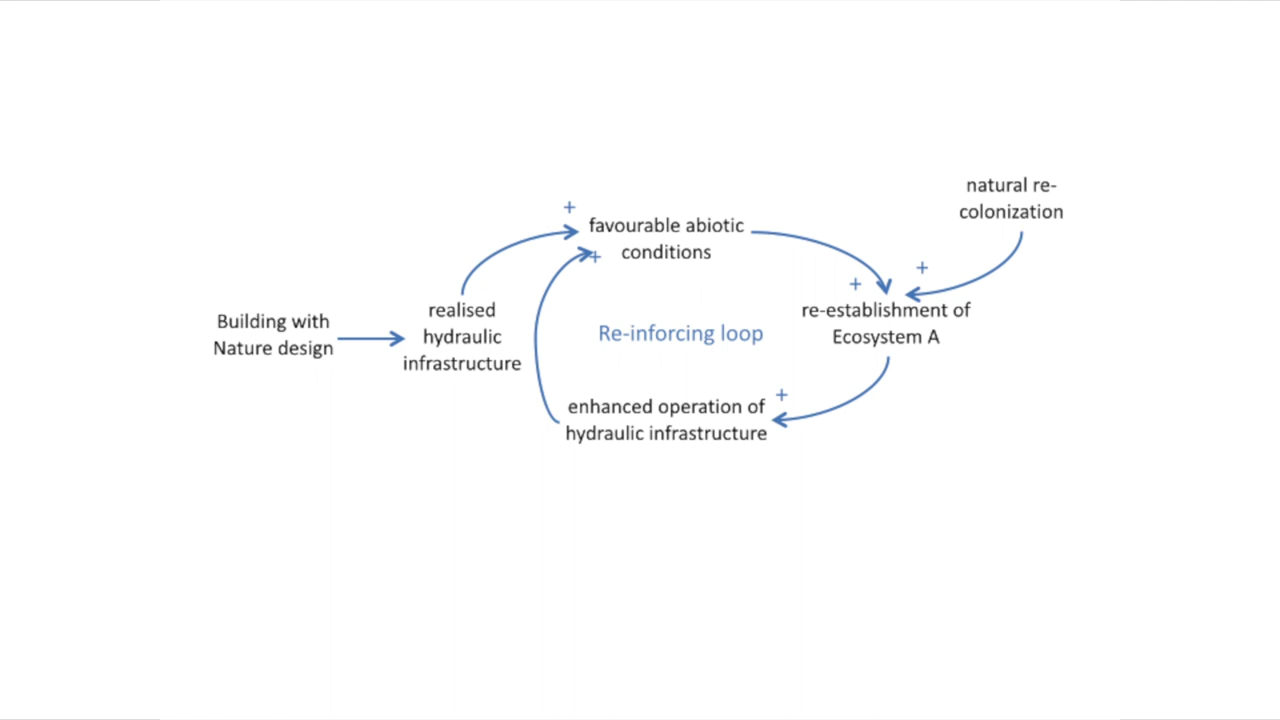 natural re-
colonization
+
favourable abiotic
conditions
+
+
+
realised
hydraulic
infrastructure
Building with
Nature design
Re-inforcing loop
re-establishment of
Ecosystem A
+
enhanced operation of
hydraulic infrastructure